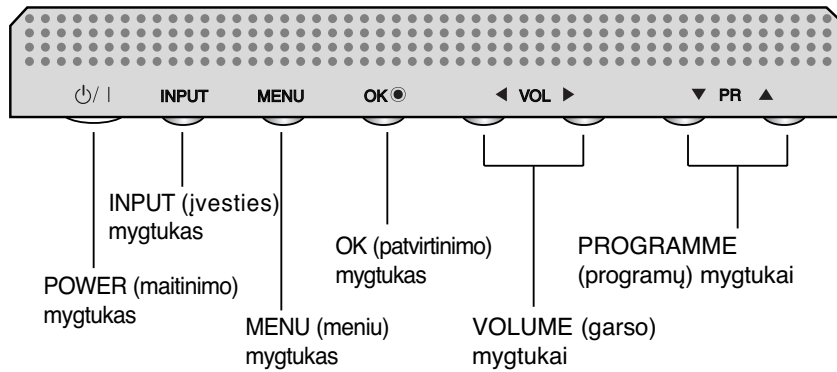 ⏻/ I INPUT MENU OK◉ ◀ VOL ▶ ▼ PR ▲
INPUT (įvesties)
mygtukas
OK (patvirtinimo)
mygtukas
PROGRAMME
(programų) mygtukai
POWER (maitinimo)
mygtukas
MENU (meniu)
mygtukas
VOLUME (garso)
mygtukai